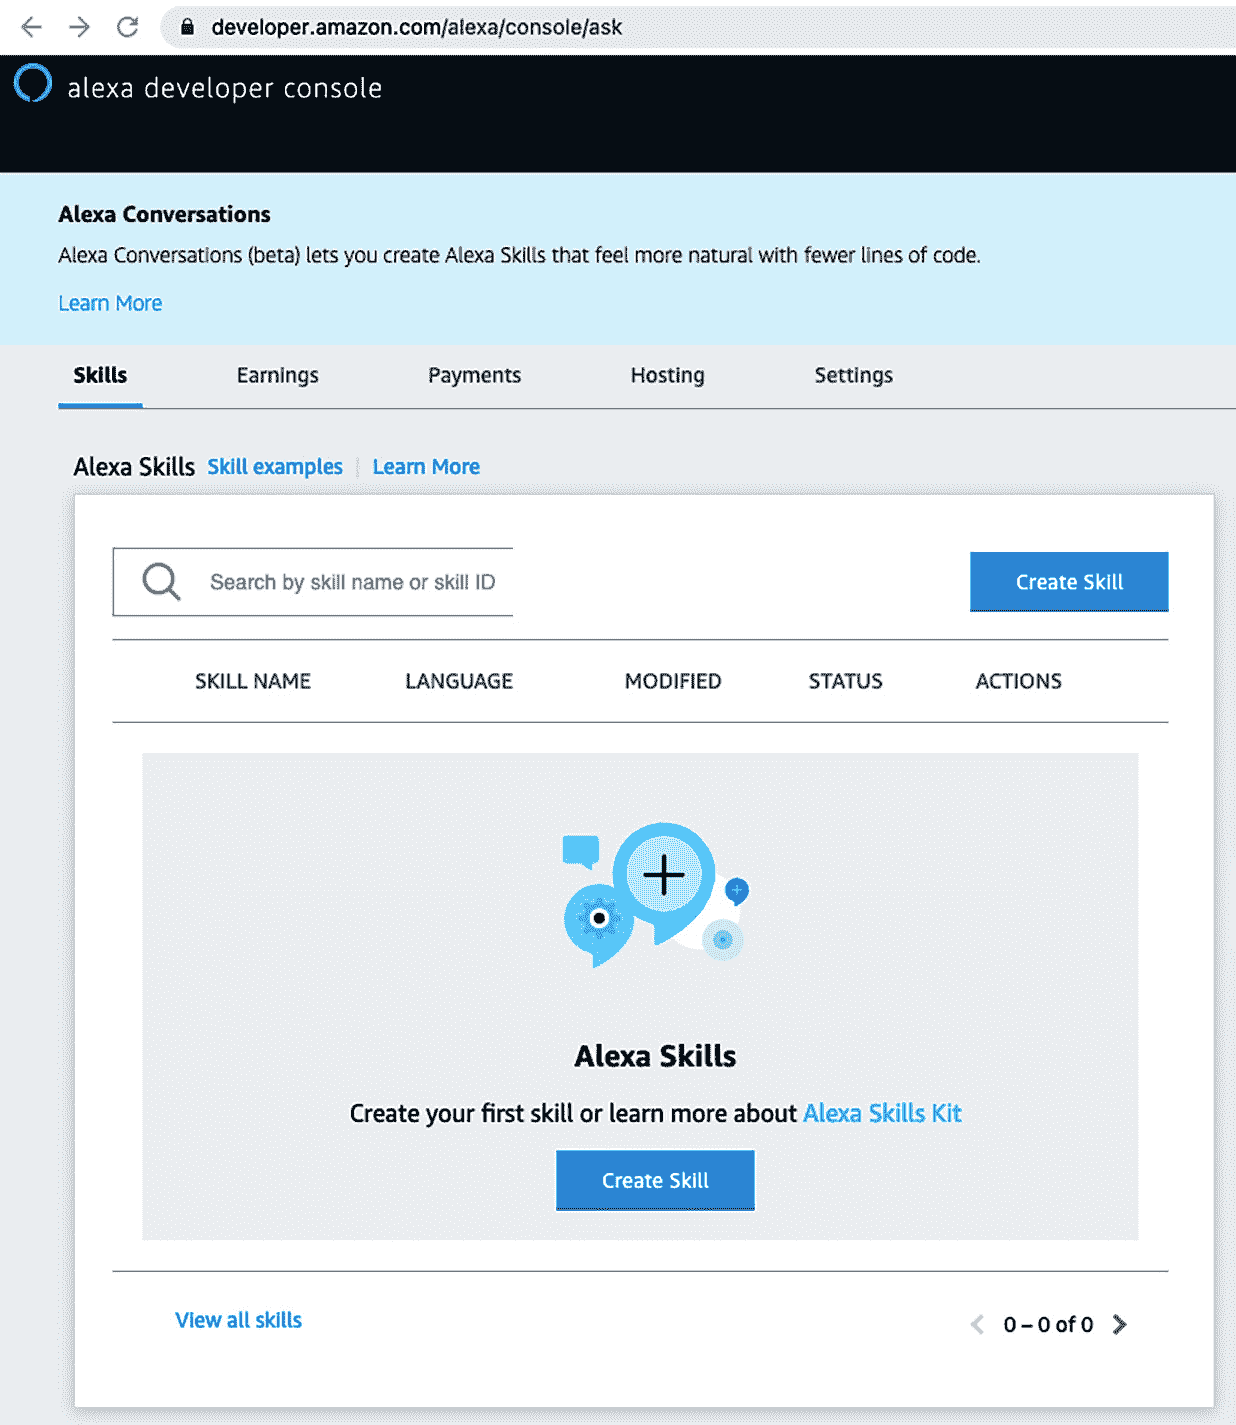 developer.amazon.com/alexa/console/ask
alexa developer console
Alexa Conversations
Alexa Conversations (beta) lets you create Alexa Skills that feel more natural with fewer lines of code.
Learn More
Skills Earnings Payments Hosting Settings
Alexa Skills Skill examples Learn More
Search by skill name or skill ID Create Skill
SKILL NAME LANGUAGE MODIFIED STATUS ACTIONS
Alexa Skills
Create your first skill or learn more about Alexa Skills Kit
Create Skill
View all skills 0 – 0 of 0